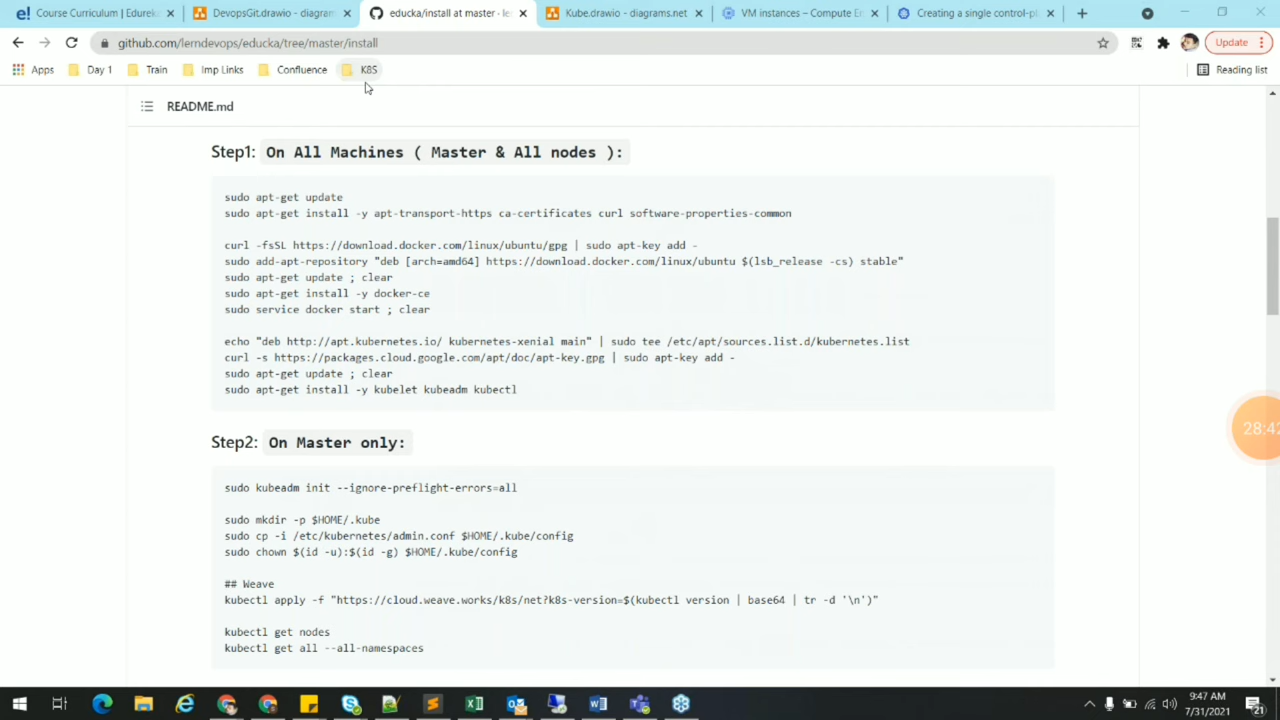 Course Curriculum | Edurek
DevopsGit.drawio - diagram
educka/install at master · ler
Kube.drawio - diagrams.net
VM instances – Compute E
Creating a single control-pl
github.com/lerndevops/educka/tree/master/install
Update
Apps
Day 1
Train
Imp Links
Confluence
K8S
Reading list
README.md
Step1: On All Machines ( Master & All nodes ):
sudo apt-get update
sudo apt-get install -y apt-transport-https ca-certificates curl software-properties-common
curl -fsSL https://download.docker.com/linux/ubuntu/gpg | sudo apt-key add -
sudo add-apt-repository "deb [arch=amd64] https://download.docker.com/linux/ubuntu $(lsb_release -cs) stable"
sudo apt-get update ; clear
sudo apt-get install -y docker-ce
sudo service docker start ; clear
echo "deb http://apt.kubernetes.io/ kubernetes-xenial main" | sudo tee /etc/apt/sources.list.d/kubernetes.list
curl -s https://packages.cloud.google.com/apt/doc/apt-key.gpg | sudo apt-key add -
sudo apt-get update ; clear
sudo apt-get install -y kubelet kubeadm kubectl
28:42
Step2: On Master only:
sudo kubeadm init --ignore-preflight-errors=all
sudo mkdir -p $HOME/.kube
sudo cp -i /etc/kubernetes/admin.conf $HOME/.kube/config
sudo chown $(id -u):$(id -g) $HOME/.kube/config
## Weave
kubectl apply -f "https://cloud.weave.works/k8s/net?k8s-version=$(kubectl version | base64 | tr -d '\n')"
kubectl get nodes
kubectl get all --all-namespaces
9:47 AM
7/31/2021
21